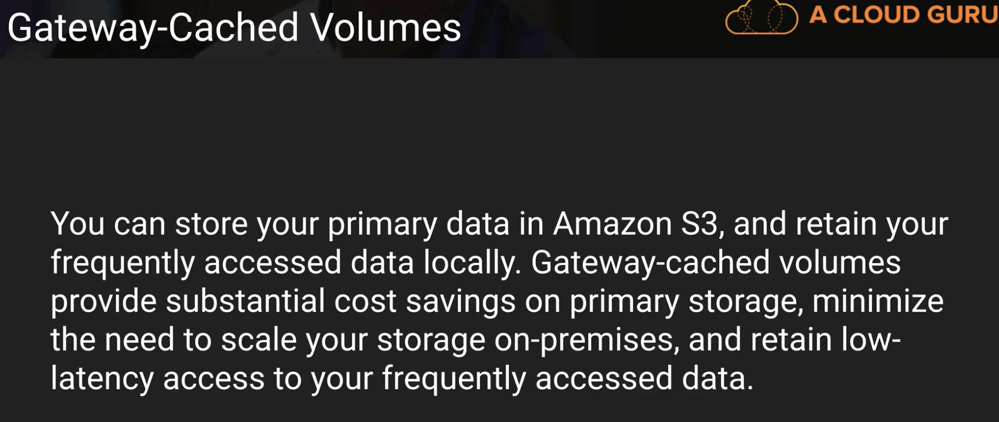 Gateway-Cached Volumes
A CLOUD GURU
You can store your primary data in Amazon S3, and retain your
frequently accessed data locally. Gateway-cached volumes
provide substantial cost savings on primary storage, minimize
the need to scale your storage on-premises, and retain low-
latency access to your frequently accessed data.